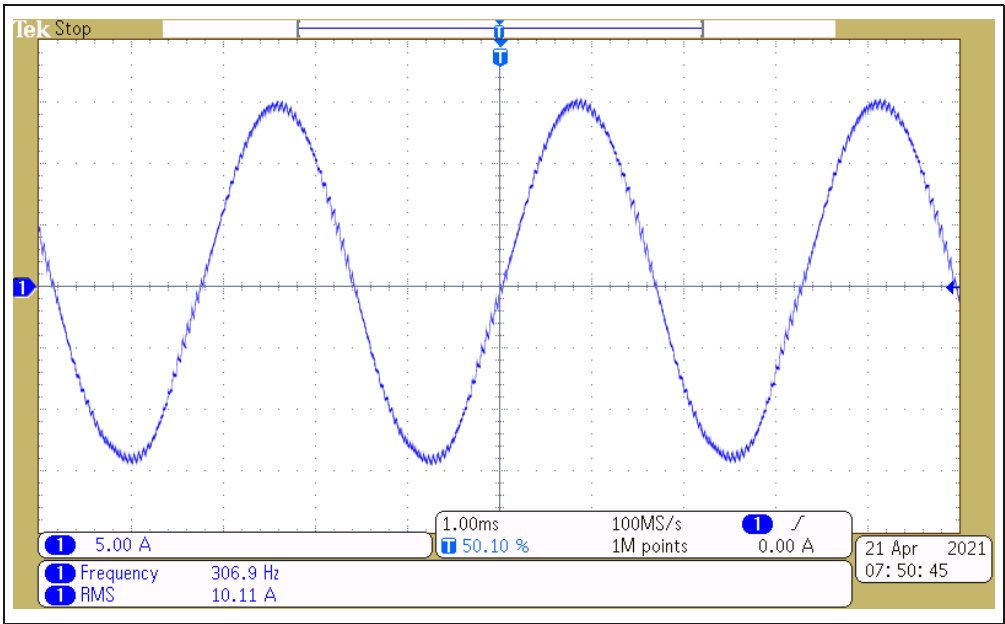 Tek Stop
T
T
1
1 5.00 A
1.00ms 100MS/s 1 /
T 50.10 % 1M points 0.00 A
1 Frequency 306.9 Hz
1 RMS 10.11 A
21 Apr 2021
07:50:45